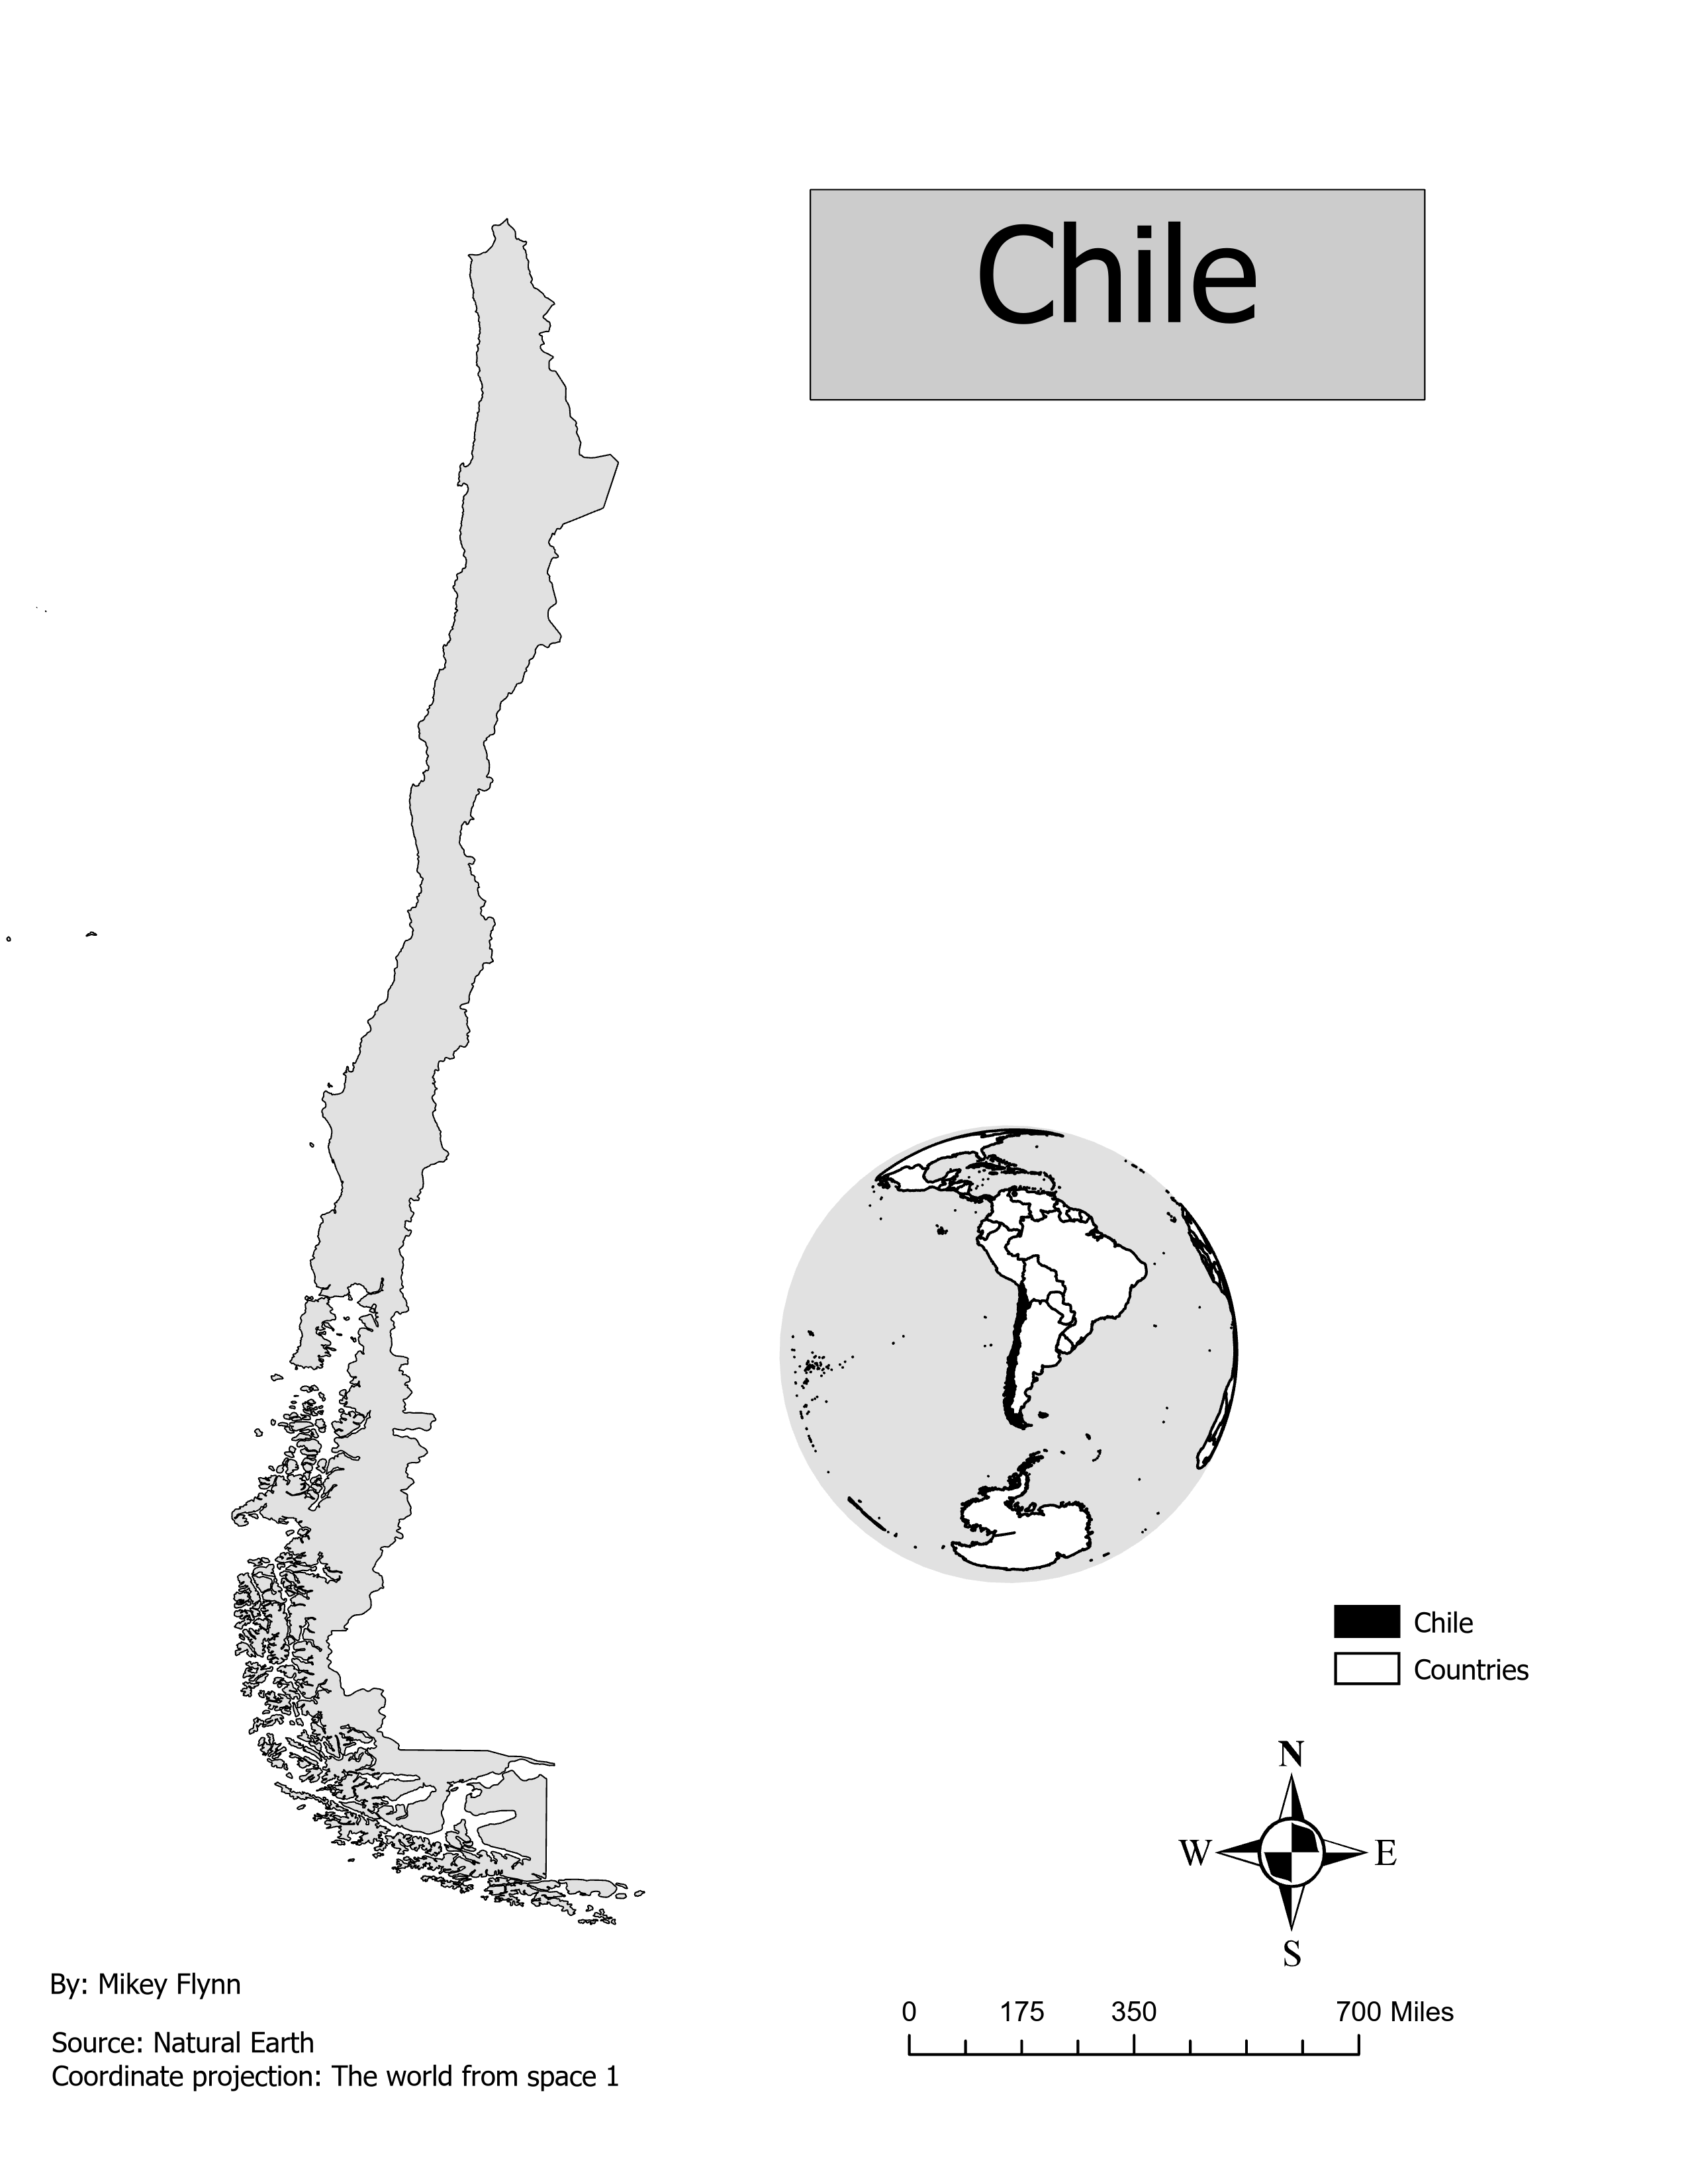 Chile
Chile
Countries
N
W E
S
By: Mikey Flynn
0 175 350 700 Miles
Source: Natural Earth
Coordinate projection: The world from space 1